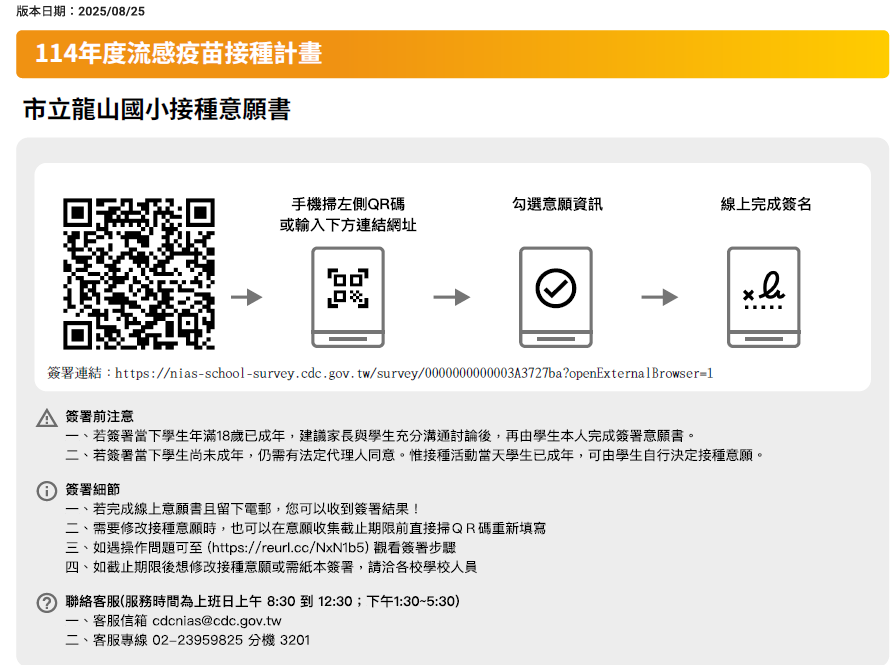 版本日期：2025/08/25
114年度流感疫苗接種計畫
市立龍山國小接種意願書
手機掃左側QR碼
或輸入下方連結網址
勾選意願資訊
線上完成簽名
簽署連結：https://nias-school-survey.cdc.gov.tw/survey/0000000000003A3727ba?openExternalBrowser=1
簽署前注意
一、若簽署當下學生年滿18歲已成年，建議家長與學生充分溝通討論後，再由學生本人完成簽署意願書。
二、若簽署當下學生尚未成年，仍需有法定代理人同意。惟接種活動當天學生已成年，可由學生自行決定接種意願。
簽署細節
一、若完成線上意願書且留下電郵，您可以收到簽署結果！
二、需要修改接種意願時，也可以在意願收集截止期限前直接掃ＱＲ碼重新填寫
三、如遇操作問題可至 (https://reurl.cc/NxN1b5) 觀看簽署步驟
四、如截止期限後想修改接種意願或需紙本簽署，請洽各校學校人員
聯絡客服(服務時間為上班日上午 8:30 到 12:30；下午1:30~5:30)
一、客服信箱 cdcnias@cdc.gov.tw
二、客服專線 02–23959825 分機 3201